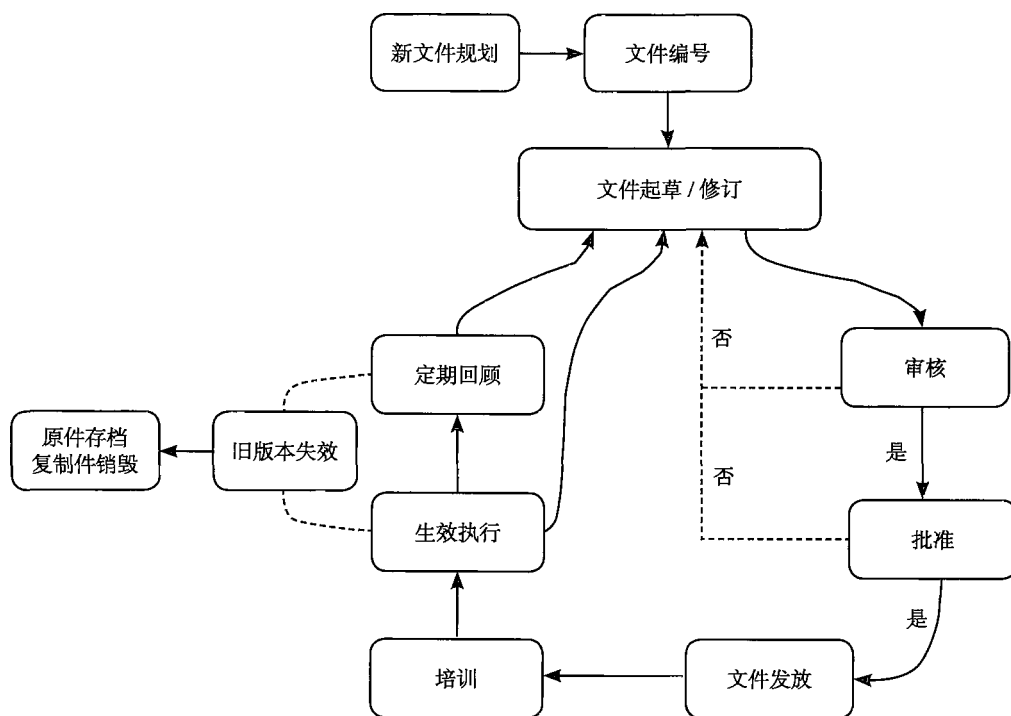 新文件规划
文件编号
文件起草 / 修订
否
审核
定期回顾
原件存档
复制件销毁
旧版本失效
是
否
生效执行
批准
是
培训
文件发放